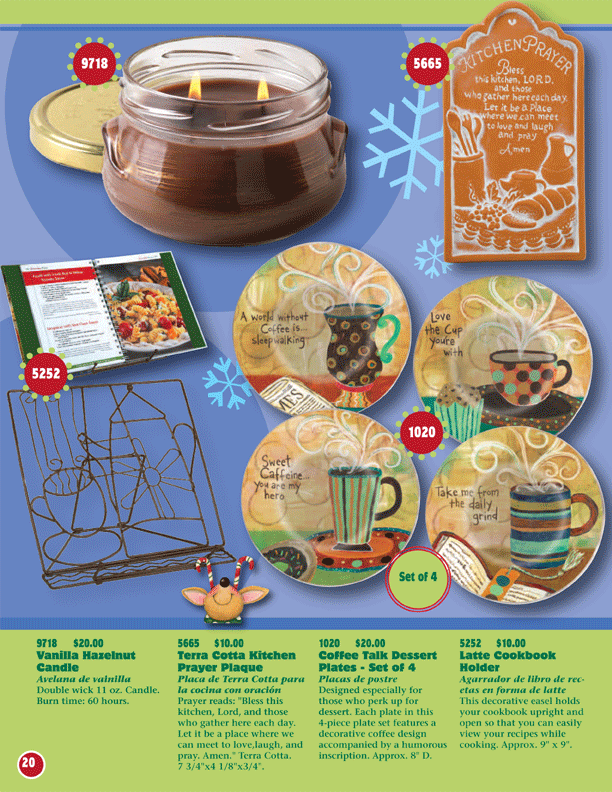 9718
5665
KITCHEN PRAYER
Bless
this kitchen, LORD,
and those
who gather here each day.
Let it be a Place
where we can meet
to love and laugh
and pray
Amen
A world without
Coffee is...
sleepwalking
Love
the Cup
you're
with
5252
1020
Sweet
Caffeine...
you are my
hero
Take me from
the daily
grind
Set of 4
9718 $20.00
Vanilla Hazelnut
Candle
Avelana de vainilla
Double wick 11 oz. Candle.
Burn time: 60 hours.
5665 $10.00
Terra Cotta Kitchen
Prayer Plaque
Placa de Terra Cotta para
la cocina con oración
Prayer reads: "Bless this
kitchen, Lord, and those
who gather here each day.
Let it be a place where we
can meet to love,laugh, and
pray. Amen." Terra Cotta.
7 3/4"x4 1/8"x3/4".
1020 $20.00
Coffee Talk Dessert
Plates - Set of 4
Placas de postre
Designed especially for
those who perk up for
dessert. Each plate in this
4-piece plate set features a
decorative coffee design
accompanied by a humorous
inscription. Approx. 8" D.
5252 $10.00
Latte Cookbook
Holder
Agarrador de libro de rec-
etas en forma de latte
This decorative easel holds
your cookbook upright and
open so that you can easily
view your recipes while
cooking. Approx. 9" x 9".
20